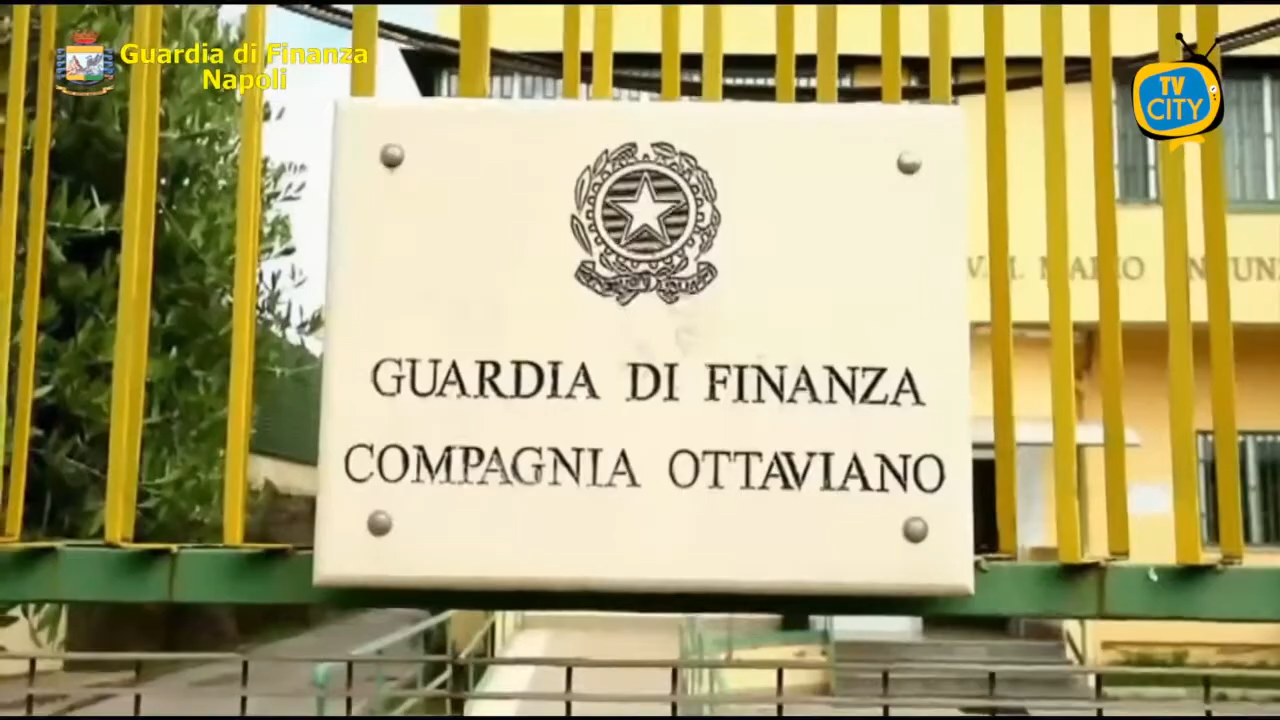 Guardia di Finanza
Napoli
TV
CITY
GUARDIA DI FINANZA
COMPAGNIA OTTAVIANO